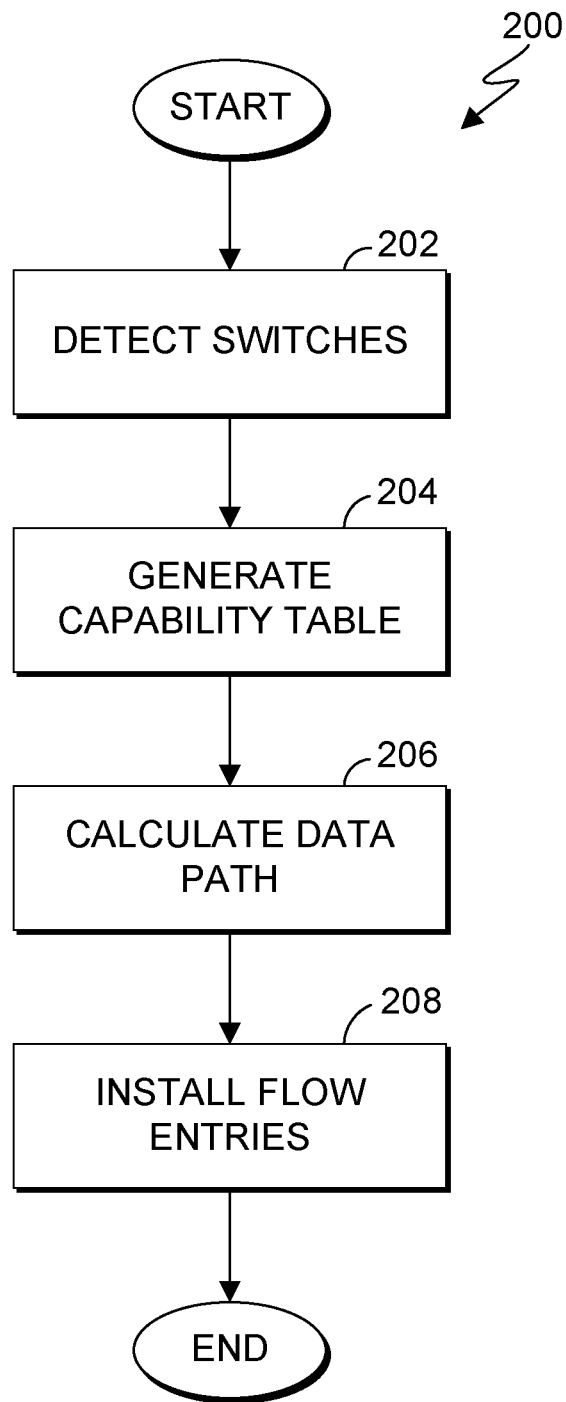 200
START
202
DETECT SWITCHES
204
GENERATE
CAPABILITY TABLE
206
CALCULATE DATA
PATH
208
INSTALL FLOW
ENTRIES
END